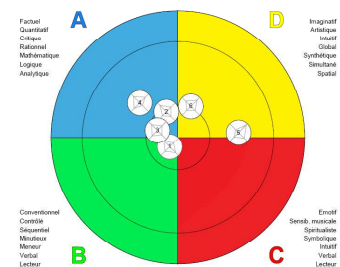 A
D
Factuel
Quantitatif
Critique
Rationnel
Mathématique
Logique
Analytique
Imaginatif
Artistique
Intuitif
Global
Synthétique
Simultané
Spatial
4
2
6
3
5
1
Conventionnel
Contrôlé
Séquentiel
Minutieux
Meneur
Verbal
Lecteur
B
C
Emotif
Sensib. musicale
Spiritualiste
Symbolique
Intuitif
Verbal
Lecteur